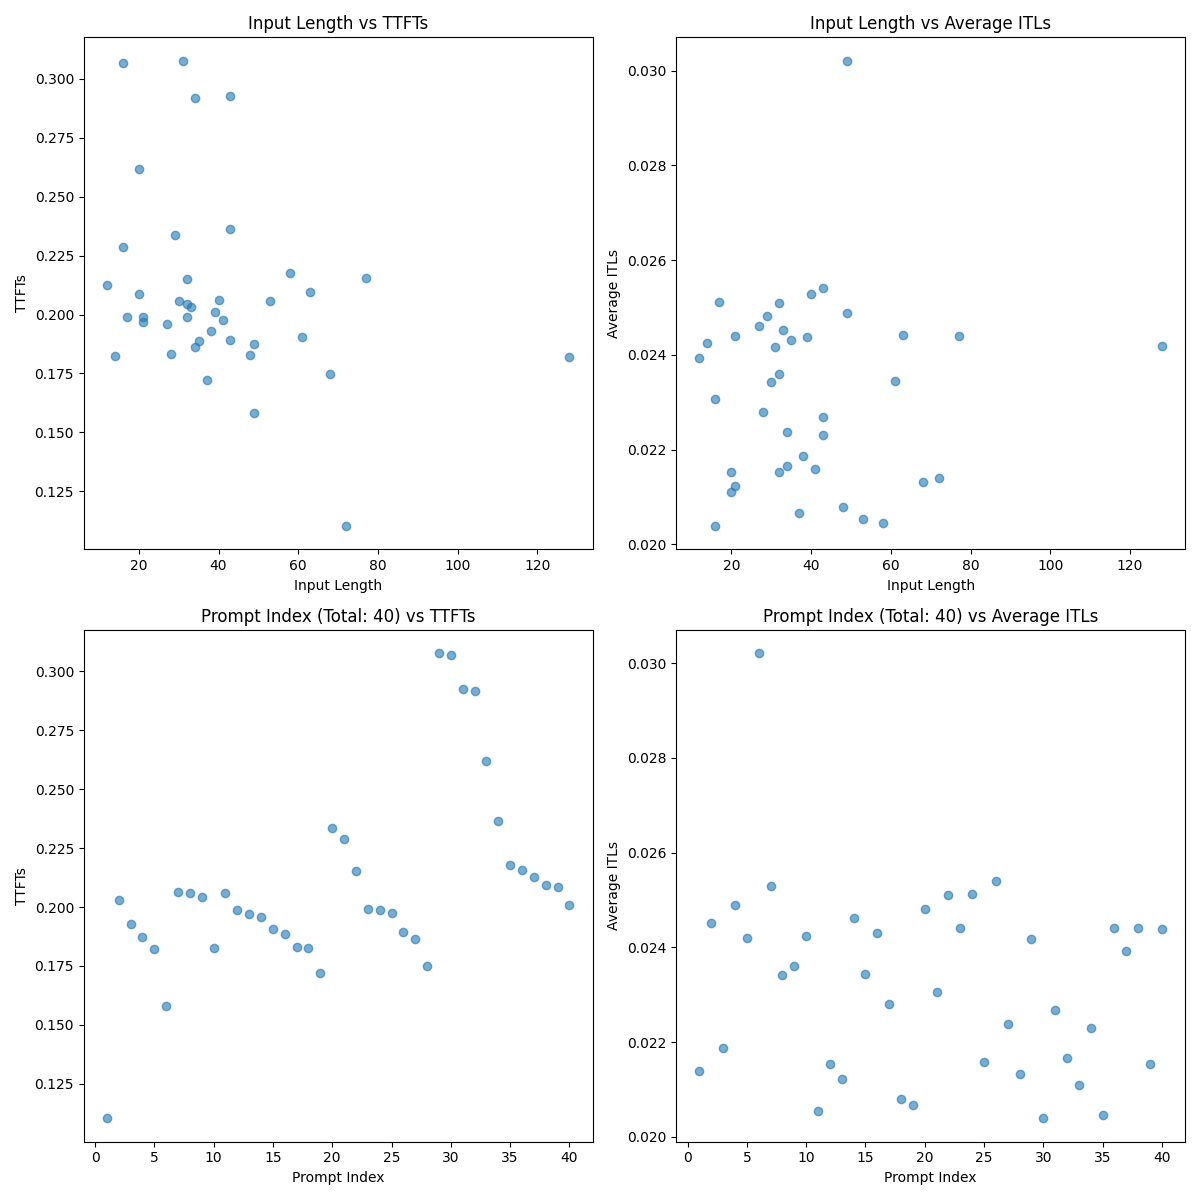 Input Length vs TTFTs
0.300
0.275
0.250
0.225
0.200
0.175
0.150
0.125
TTFTs
20 40 60 80 100 120
Input Length
Input Length vs Average ITLs
0.030
0.028
0.026
0.024
0.022
0.020
Average ITLs
20 40 60 80 100 120
Input Length
Prompt Index (Total: 40) vs TTFTs
0.300
0.275
0.250
0.225
0.200
0.175
0.150
0.125
TTFTs
0 5 10 15 20 25 30 35 40
Prompt Index
Prompt Index (Total: 40) vs Average ITLs
0.030
0.028
0.026
0.024
0.022
0.020
Average ITLs
0 5 10 15 20 25 30 35 40
Prompt Index